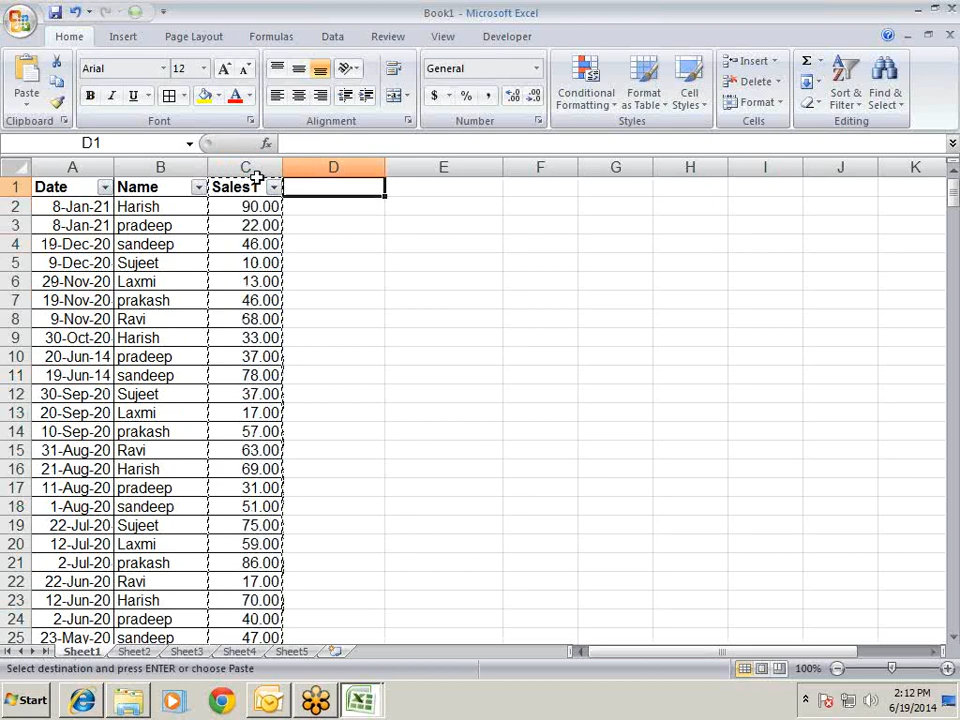 Book1 - Microsoft Excel
Home Insert Page Layout Formulas Data Review View Developer
Paste Arial 12 General Conditional Formatting Format as Table Cell Styles Insert Delete Format Sort & Filter Find & Select
Clipboard Font Alignment Number Styles Cells Editing
D1 fx
A B C D E F G H I J K
1 Date Name Sales
2 8-Jan-21 Harish 90.00
3 8-Jan-21 pradeep 22.00
4 19-Dec-20 sandeep 46.00
5 9-Dec-20 Sujeet 10.00
6 29-Nov-20 Laxmi 13.00
7 19-Nov-20 prakash 46.00
8 9-Nov-20 Ravi 68.00
9 30-Oct-20 Harish 33.00
10 20-Jun-14 pradeep 37.00
11 19-Jun-14 sandeep 78.00
12 30-Sep-20 Sujeet 37.00
13 20-Sep-20 Laxmi 17.00
14 10-Sep-20 prakash 57.00
15 31-Aug-20 Ravi 63.00
16 21-Aug-20 Harish 69.00
17 11-Aug-20 pradeep 31.00
18 1-Aug-20 sandeep 51.00
19 22-Jul-20 Sujeet 75.00
20 12-Jul-20 Laxmi 59.00
21 2-Jul-20 prakash 86.00
22 22-Jun-20 Ravi 17.00
23 12-Jun-20 Harish 70.00
24 2-Jun-20 pradeep 40.00
25 23-May-20 sandeep 47.00
Sheet1 Sheet2 Sheet3 Sheet4 Sheet5
Select destination and press ENTER or choose Paste 100%
Start 2:12 PM
6/19/2014